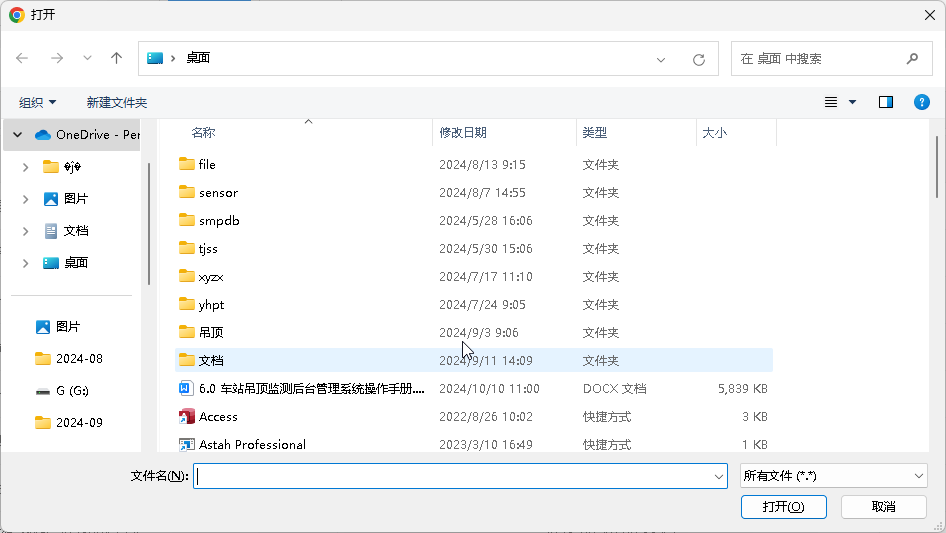 打开
桌面
在 桌面 中搜索
组织
新建文件夹
OneDrive - Per
图片
文档
桌面
图片
2024-08
G (G:)
2024-09
名称 修改日期 类型 大小
file 2024/8/13 9:15 文件夹
sensor 2024/8/7 14:55 文件夹
smpdb 2024/5/28 16:06 文件夹
tjss 2024/5/30 15:06 文件夹
xyzx 2024/7/17 11:10 文件夹
yhpt 2024/7/24 9:05 文件夹
吊顶 2024/9/3 9:06 文件夹
文档 2024/9/11 14:09 文件夹
6.0 车站吊顶监测后台管理系统操作手册.... 2024/10/10 11:00 DOCX 文档 5,839 KB
Access 2022/8/26 10:02 快捷方式 3 KB
Astah Professional 2023/3/10 16:49 快捷方式 1 KB
文件名(N):
所有文件 (*.*)
打开(O)
取消